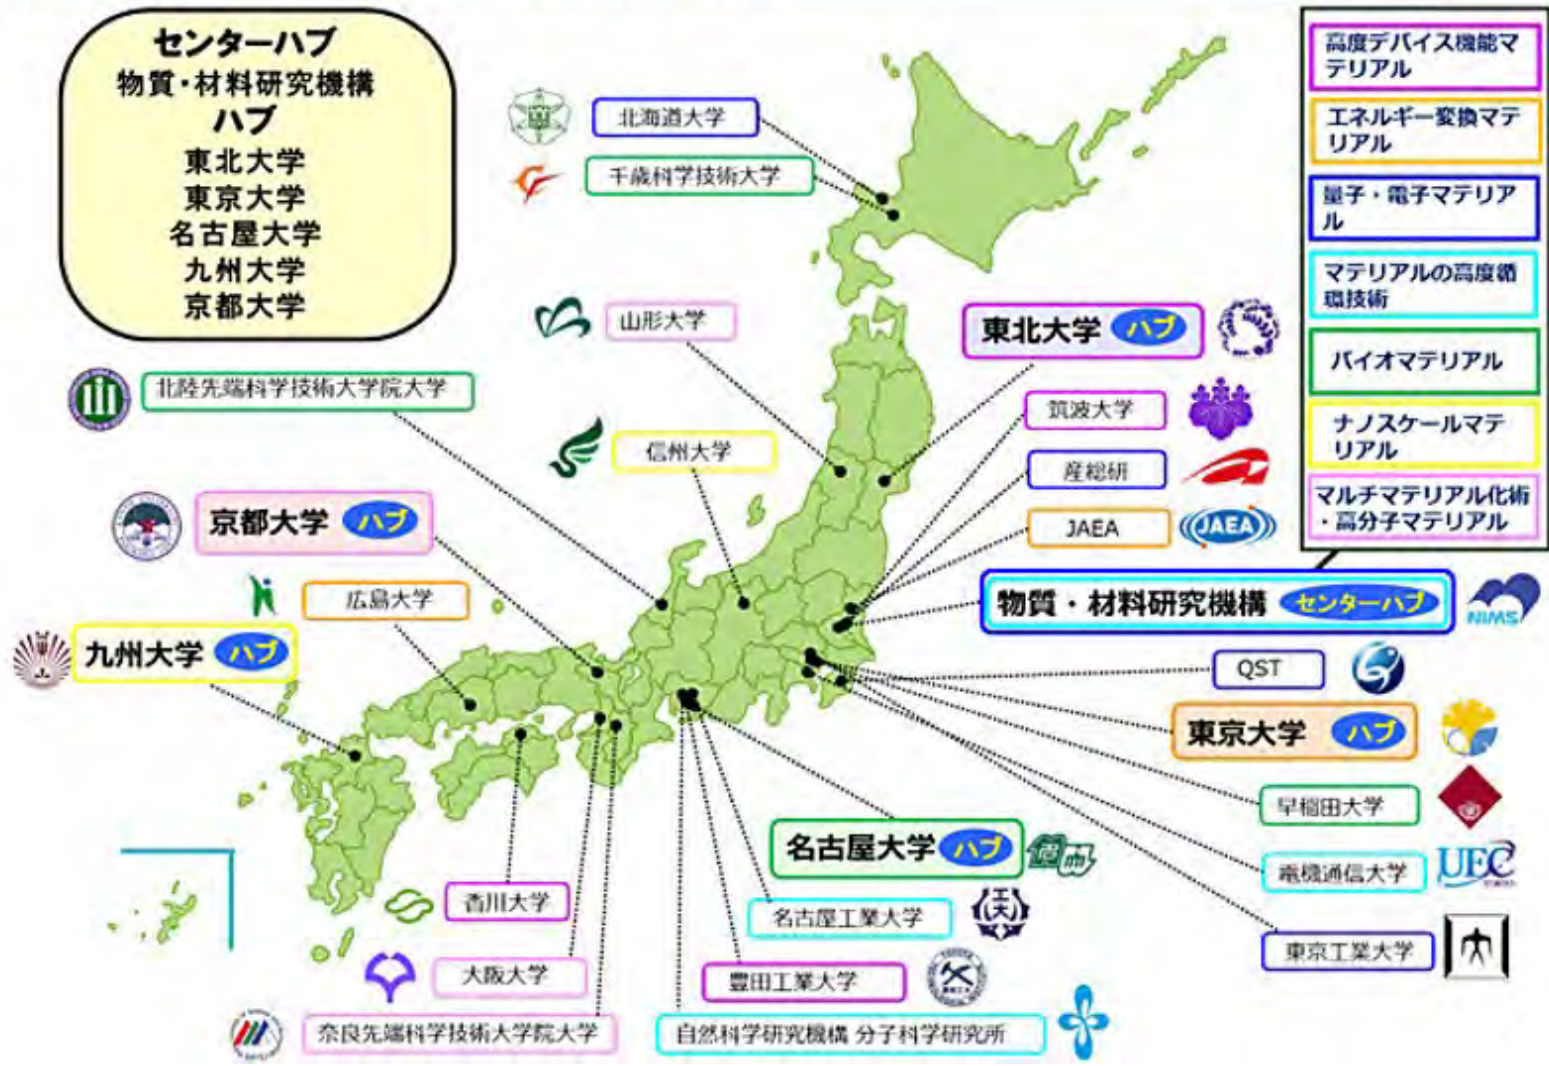 センターハブ
物質・材料研究機構
ハブ
東北大学
東京大学
名古屋大学
九州大学
京都大学
高度デバイス機能マ
テリアル
エネルギー変換マテ
リアル
量子・電子マテリア
ル
マテリアルの高度循
環技術
バイオマテリアル
ナノスケールマテ
リアル
マルチマテリアル化術
・高分子マテリアル
北海道大学
千歳科学技術大学
山形大学
東北大学 ハブ
北陸先端科学技術大学院大学
筑波大学
信州大学
産総研
京都大学 ハブ
JAEA
JAEA
広島大学
物質・材料研究機構 センターハブ
NIMS
九州大学 ハブ
QST
東京大学 ハブ
早稲田大学
名古屋大学 ハブ
電機通信大学
UEC
香川大学
名古屋工業大学
東京工業大学
大阪大学
豊田工業大学
奈良先端科学技術大学院大学
自然科学研究機構 分子科学研究所